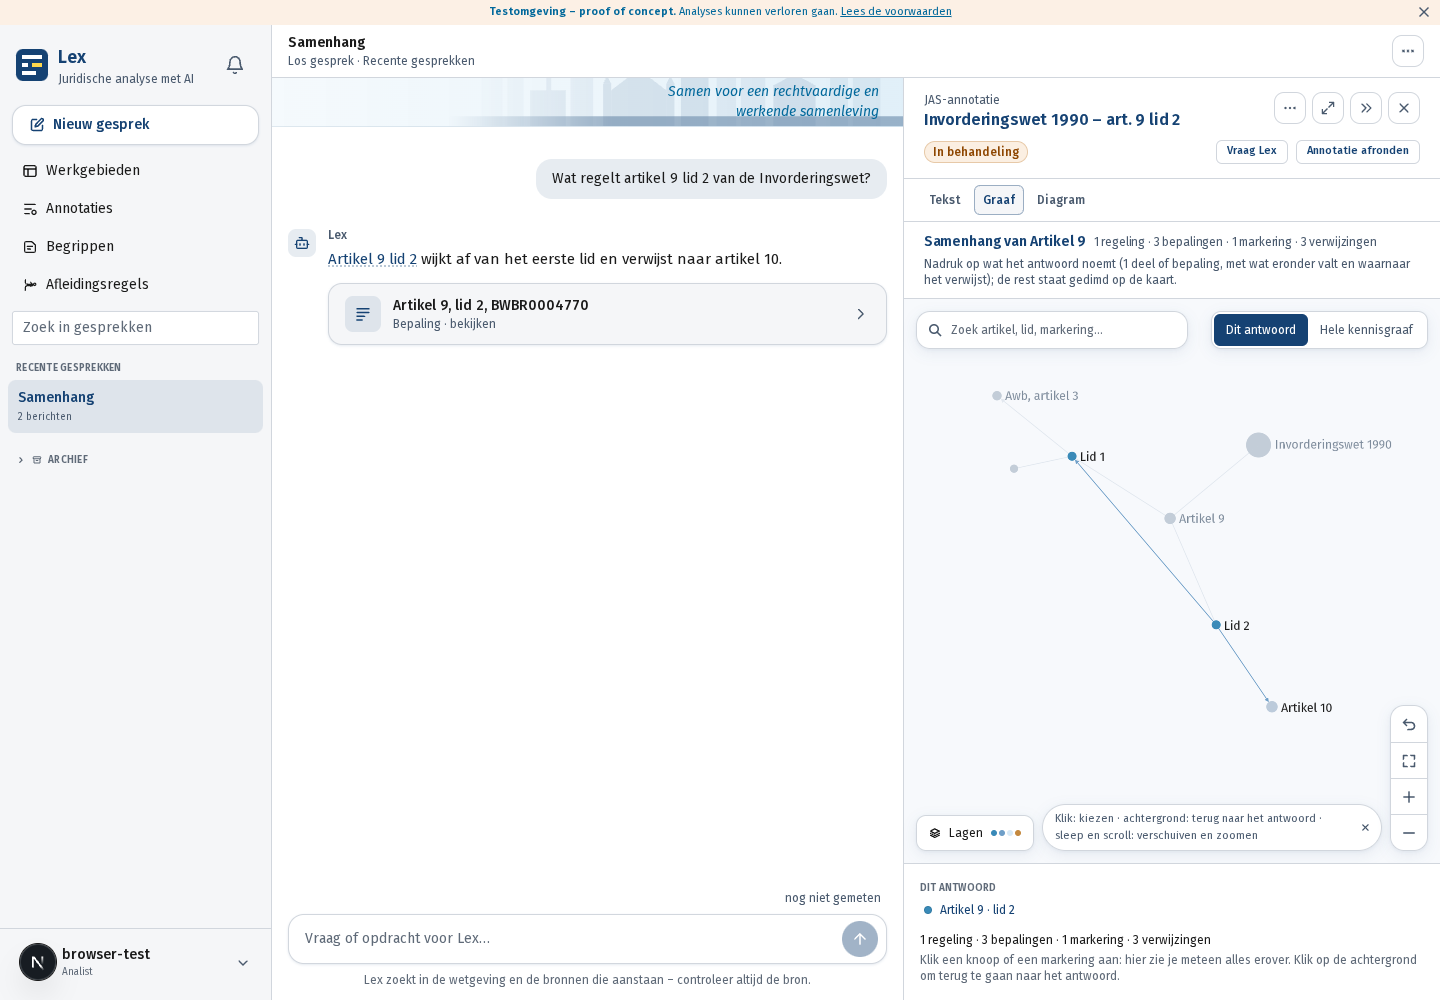 Testomgeving – proof of concept. Analyses kunnen verloren gaan. Lees de voorwaarden
Lex
Juridische analyse met AI
Nieuw gesprek
Werkgebieden
Annotaties
Begrippen
Afleidingsregels
Zoek in gesprekken
RECENTE GESPREKKEN
Samenhang
2 berichten
ARCHIEF
N
browser-test
Analist
Samenhang
Los gesprek · Recente gesprekken
Samen voor een rechtvaardige en
werkende samenleving
Wat regelt artikel 9 lid 2 van de Invorderingswet?
Lex
Artikel 9 lid 2 wijkt af van het eerste lid en verwijst naar artikel 10.
Artikel 9, lid 2, BWBR0004770
Bepaling · bekijken
nog niet gemeten
Vraag of opdracht voor Lex...
Lex zoekt in de wetgeving en de bronnen die aanstaan – controleer altijd de bron.
JAS-annotatie
Invorderingswet 1990 – art. 9 lid 2
In behandeling
Vraag Lex
Annotatie afronden
Tekst
Graaf
Diagram
Samenhang van Artikel 9 1 regeling · 3 bepalingen · 1 markering · 3 verwijzingen
Nadruk op wat het antwoord noemt (1 deel of bepaling, met wat eronder valt en waarnaar
het verwijst); de rest staat gedimd op de kaart.
Zoek artikel, lid, markering...
Dit antwoord
Hele kennisgraaf
Awb, artikel 3
Invorderingswet 1990
Lid 1
Artikel 9
Lid 2
Artikel 10
Lagen
Klik: kiezen · achtergrond: terug naar het antwoord ·
sleep en scroll: verschuiven en zoomen
DIT ANTWOORD
Artikel 9 · lid 2
1 regeling · 3 bepalingen · 1 markering · 3 verwijzingen
Klik een knoop of een markering aan: hier zie je meteen alles erover. Klik op de achtergrond
om terug te gaan naar het antwoord.